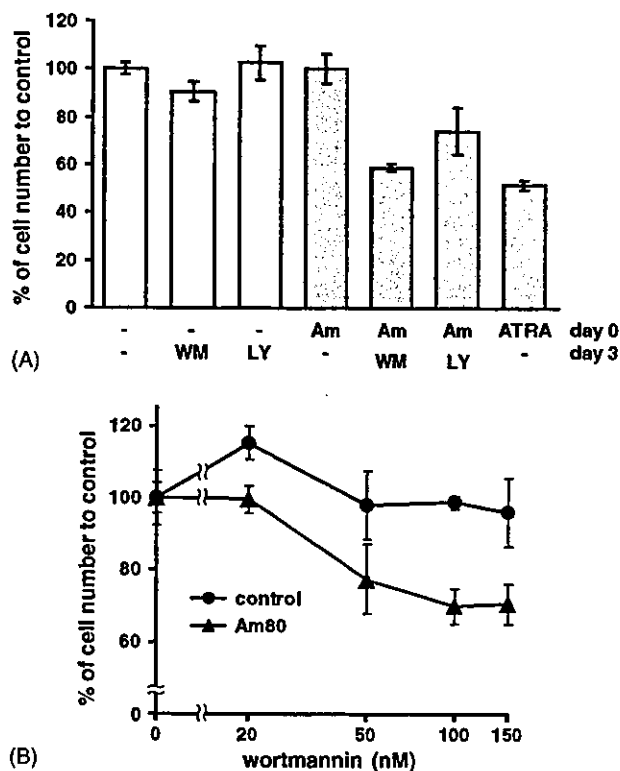 % of cell number to control
120
100
80
60
40
20
0
- - - Am Am Am ATRA day 0
- WM LY - WM LY - day 3
(A)
% of cell number to control
120
100
80
60
0
control
Am80
0 20 50 100 150
wortmannin (nM)
(B)